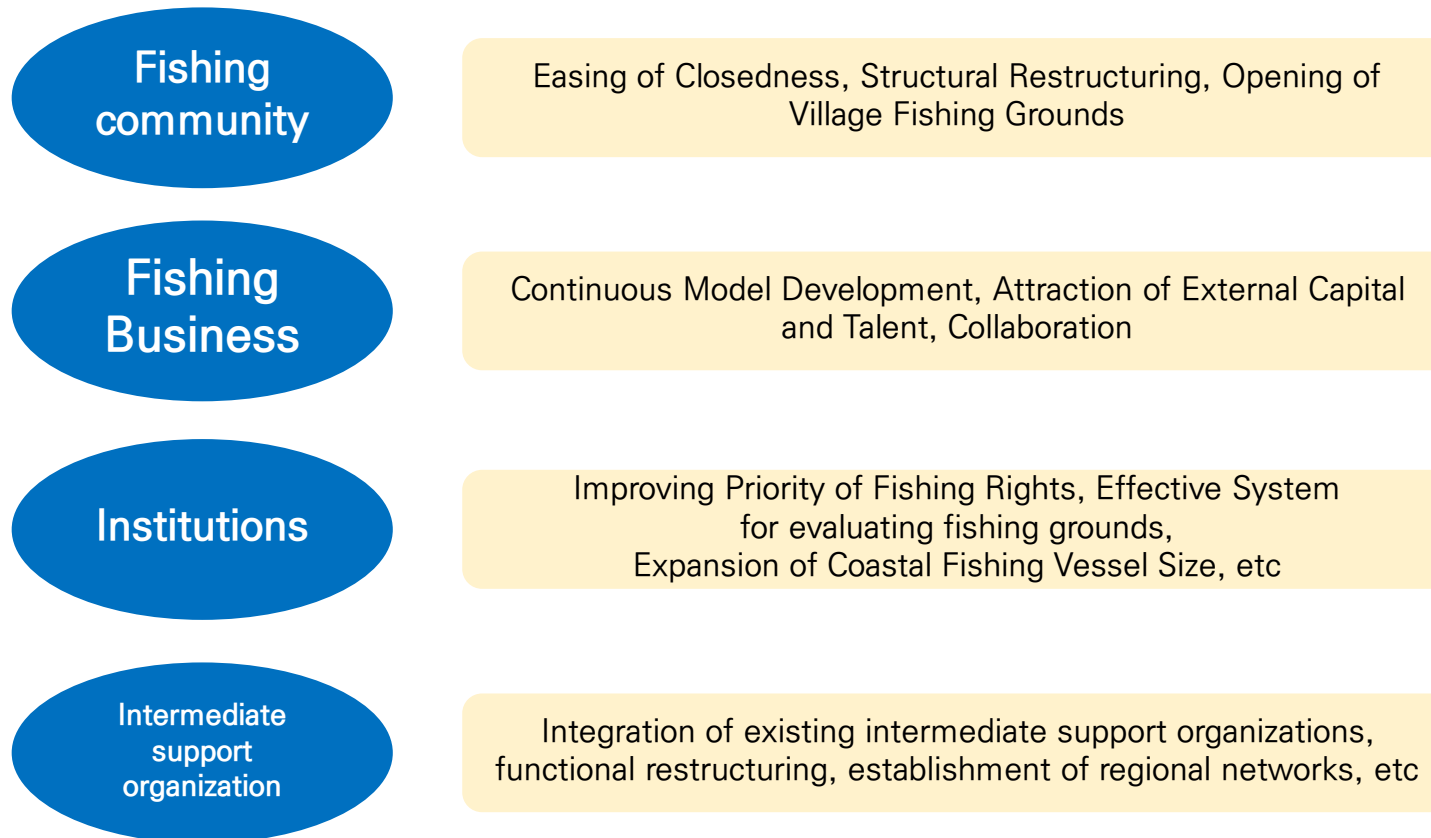 Fishing
community
Easing of Closedness, Structural Restructuring, Opening of
Village Fishing Grounds
Fishing
Business
Continuous Model Development, Attraction of External Capital
and Talent, Collaboration
Institutions
Improving Priority of Fishing Rights, Effective System
for evaluating fishing grounds,
Expansion of Coastal Fishing Vessel Size, etc
Intermediate
support
organization
Integration of existing intermediate support organizations,
functional restructuring, establishment of regional networks, etc